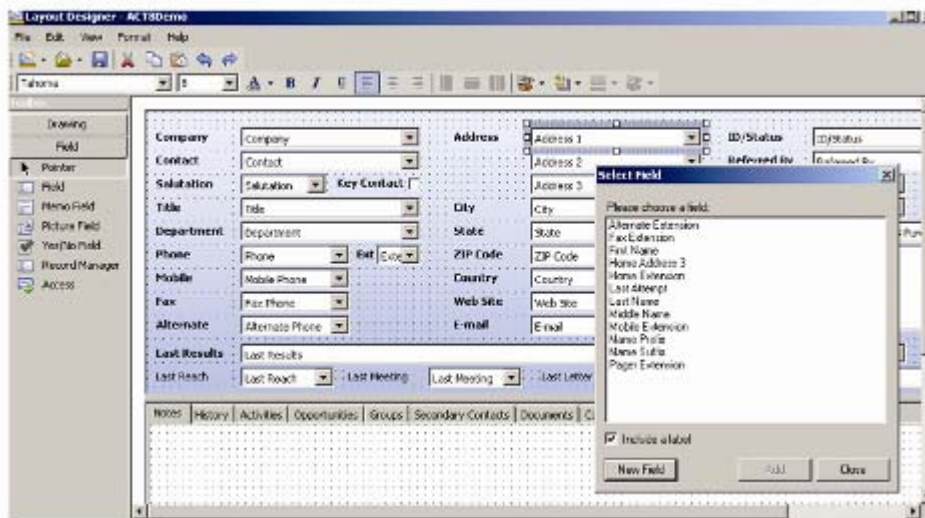 Layout Designer - ACT8Demo
File Edit View Format Help
Tahoma 8 A B I U
Toolbox
Drawing
Field
Pointer
Field
Memo Field
Picture Field
Yes/No Field
Record Manager
Access
Company Company Address Address 1 ID/Status ID/Status
Contact Contact Address 2 Referred By Referred By
Salutation Salutation Key Contact Address 3
Title Title City City
Department Department State State
Phone Phone Ext Exte ZIP Code ZIP Code
Mobile Mobile Phone Country Country
Fax Fax Phone Web Site Web Site
Alternate Alternate Phone E-mail E-mail
Last Results Last Results
Last Reach Last Reach Last Meeting Last Meeting Last Letter
Notes History Activities Opportunities Groups Secondary Contacts Documents C
Select Field
Please choose a field:
Alternate Extension
Fax Extension
First Name
Home Address 3
Home Extension
Last Attempt
Last Name
Middle Name
Mobile Extension
Name Prefix
Name Suffix
Pager Extension
Include a label
New Field Add Close